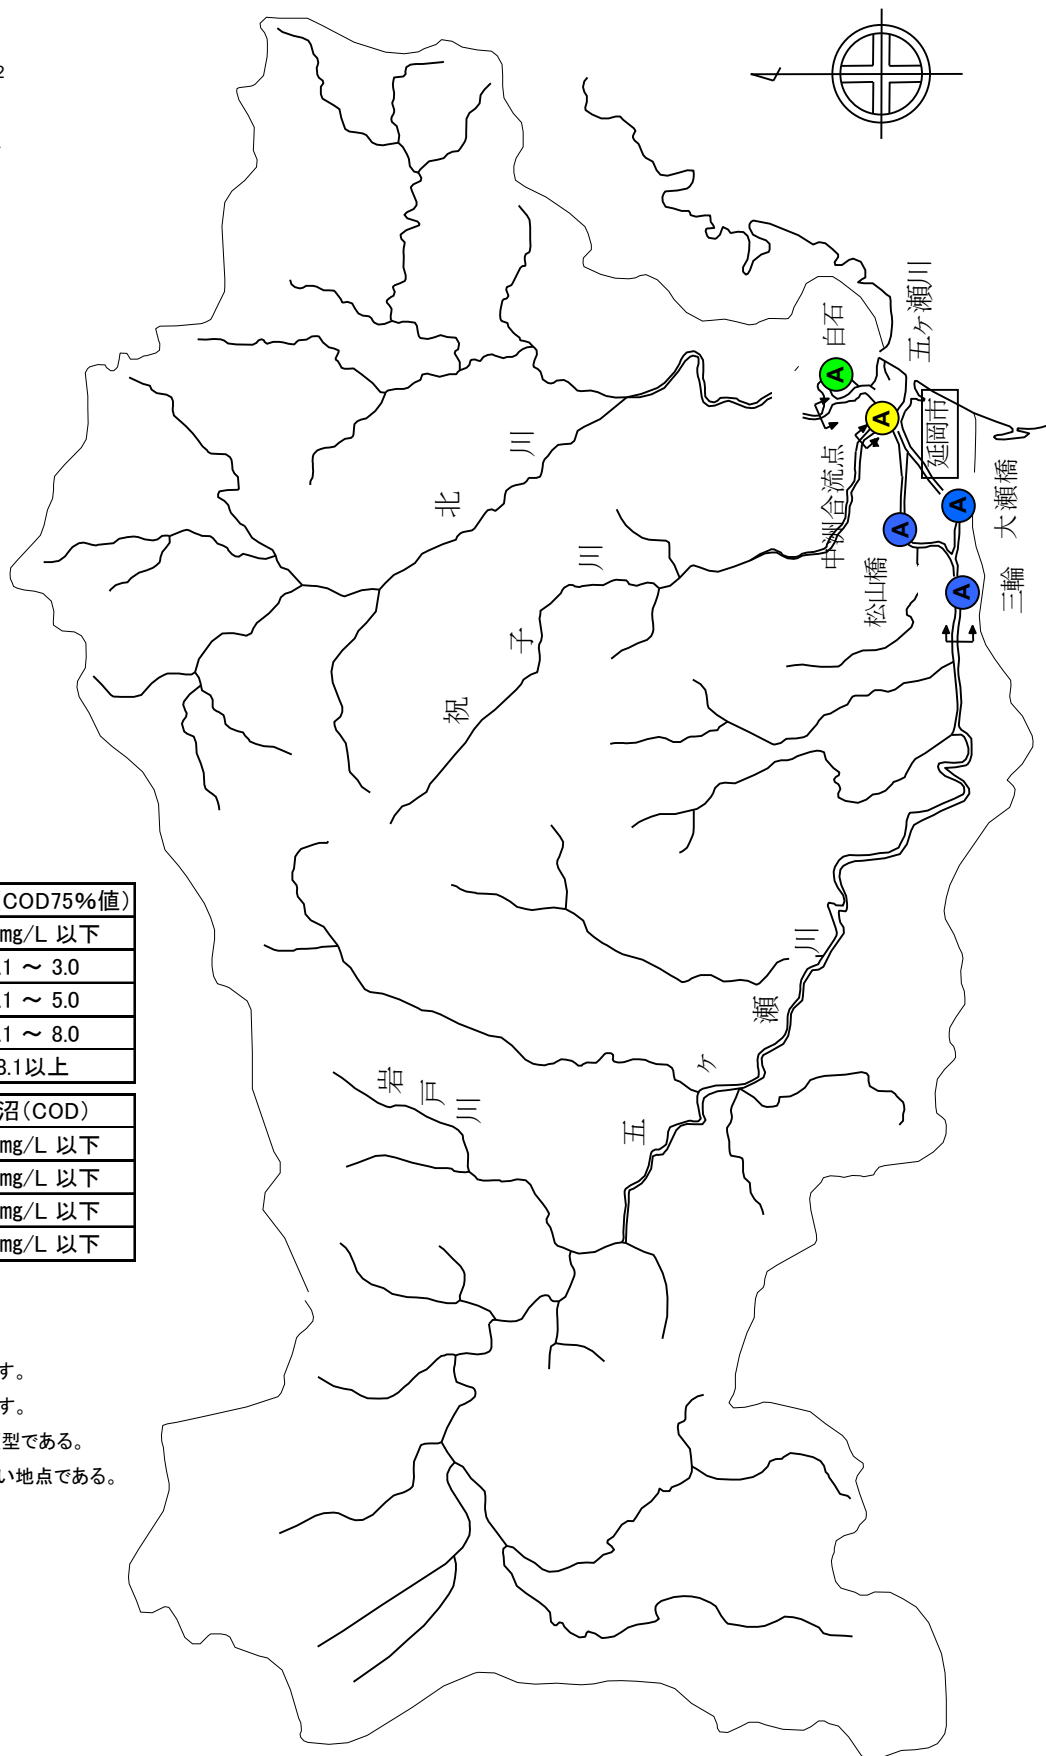 2
白石
五ヶ瀬川
A
A
延岡市
中洲合流点
A
A
大瀬橋
松山橋
A
三輪
北川
祝子川
五ヶ瀬川
岩戸川
COD75%値)
mg/L 以下
1 ～ 3.0
1 ～ 5.0
1 ～ 8.0
8.1以上
沼(COD)
mg/L 以下
mg/L 以下
mg/L 以下
mg/L 以下
す。
す。
型である。
い地点である。